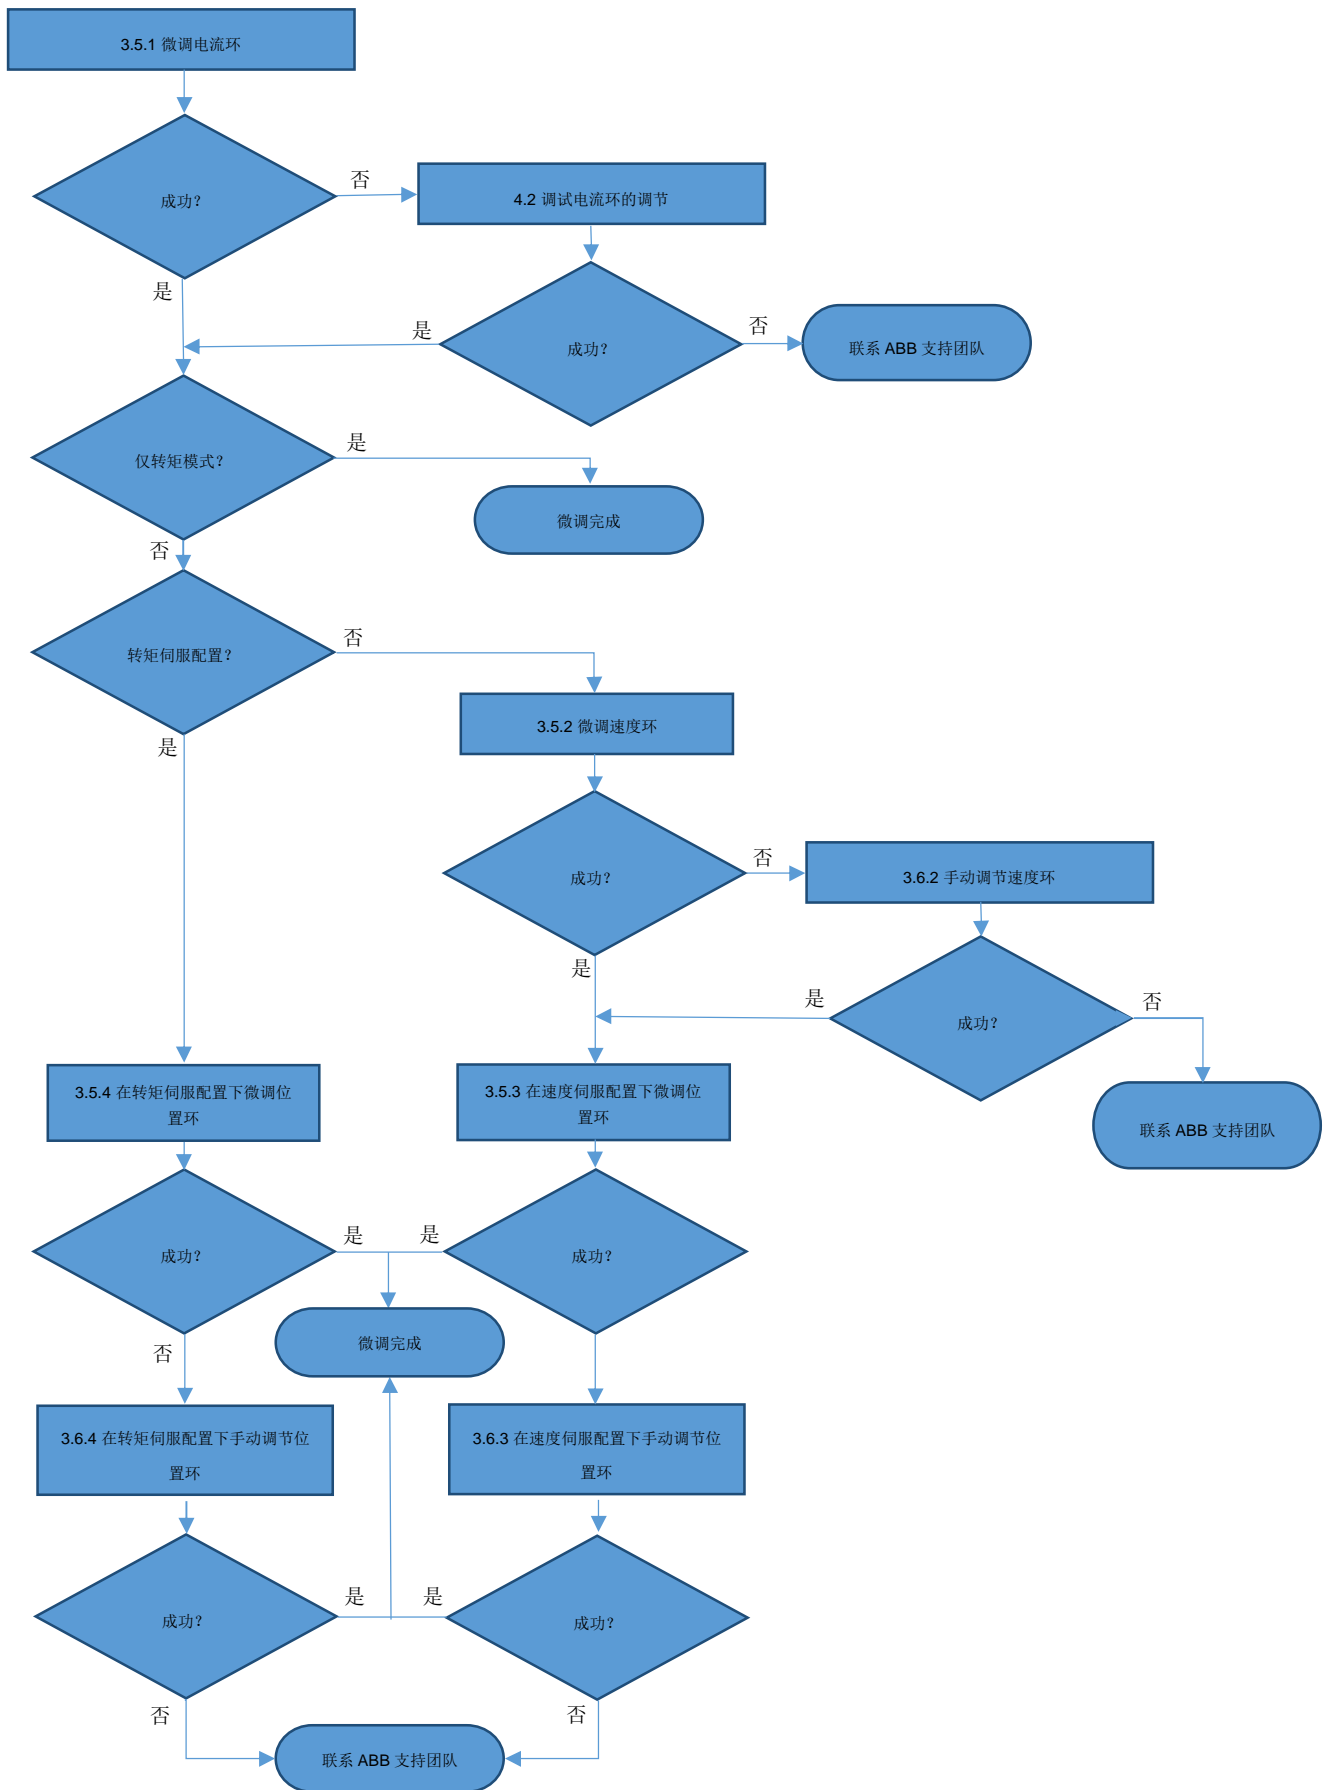 3.5.1 微调电流环
成功？
否
4.2 调试电流环的调节
是
成功？
是
否
联系 ABB 支持团队
仅转矩模式？
是
微调完成
否
转矩伺服配置？
否
是
3.5.2 微调速度环
成功？
否
3.6.2 手动调节速度环
是
成功？
是
否
联系 ABB 支持团队
3.5.4 在转矩伺服配置下微调位
置环
3.5.3 在速度伺服配置下微调位
置环
成功？
是
是
成功？
微调完成
否
3.6.4 在转矩伺服配置下手动调节位
置环
3.6.3 在速度伺服配置下手动调节位
置环
成功？
是
是
成功？
否
否
联系 ABB 支持团队